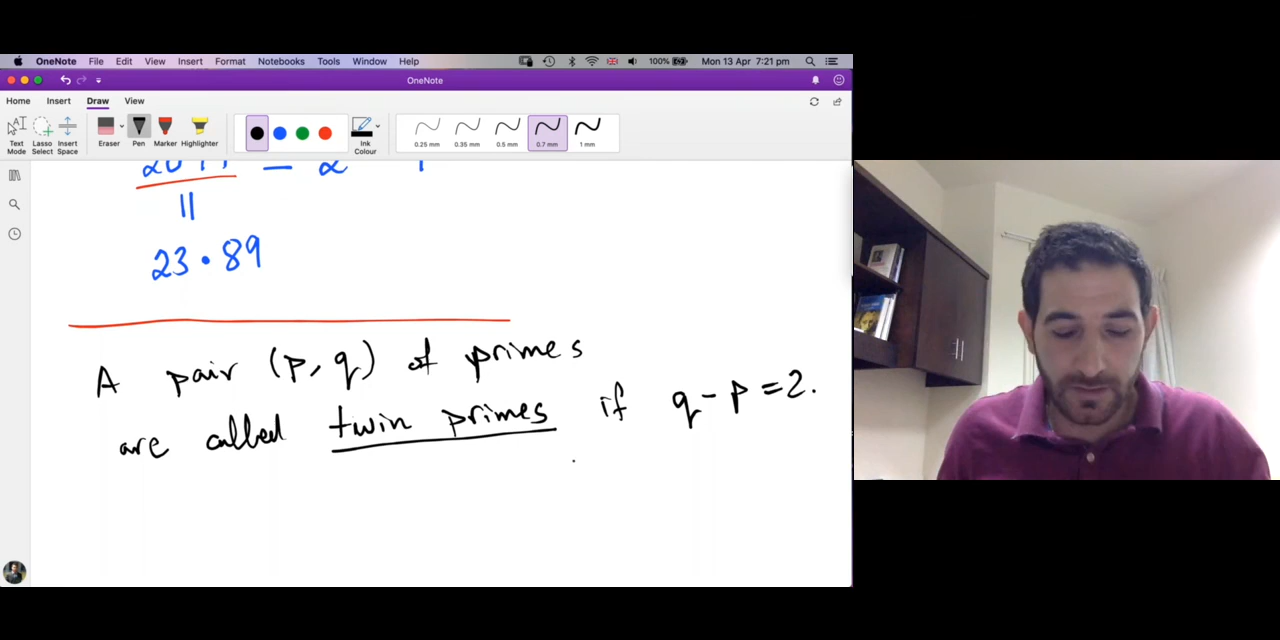 OneNote File Edit View Insert Format Notebooks Tools Window Help 100% Mon 13 Apr 7:21 pm
OneNote
Home Insert Draw View
Text Mode Lasso Select Insert Space Eraser Pen Marker Highlighter Ink Colour 0.25 mm 0.35 mm 0.5 mm 0.7 mm 1 mm
11
23 • 89
A pair (p, q) of primes
are called twin primes if q - p = 2.